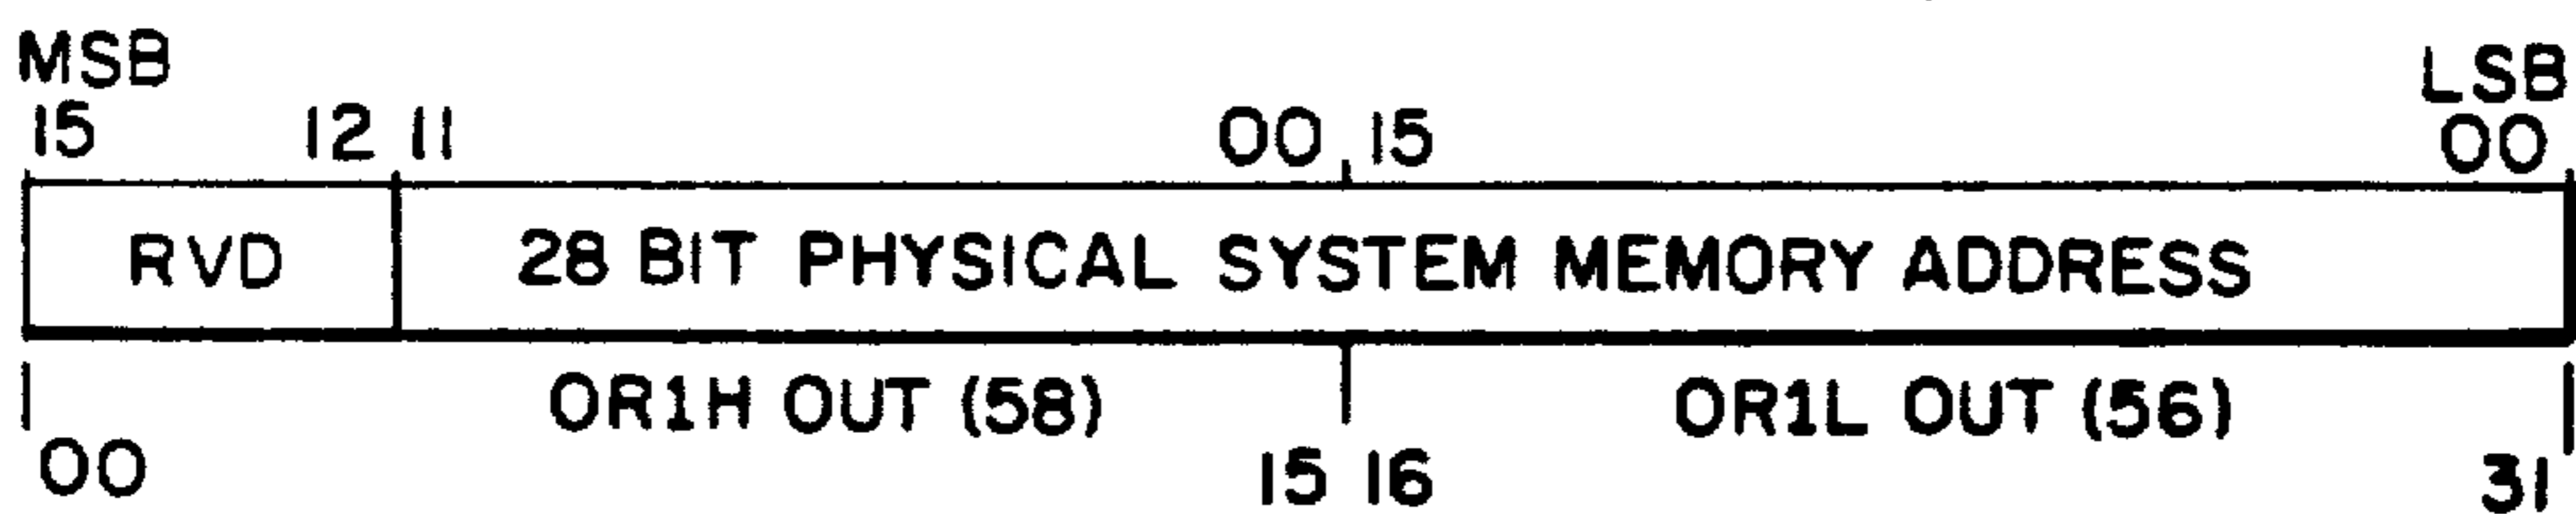 MSB LSB
15 12 11 00 15 00
RVD 28 BIT PHYSICAL SYSTEM MEMORY ADDRESS
OR1H OUT (58) OR1L OUT (56)
00 15 16 31